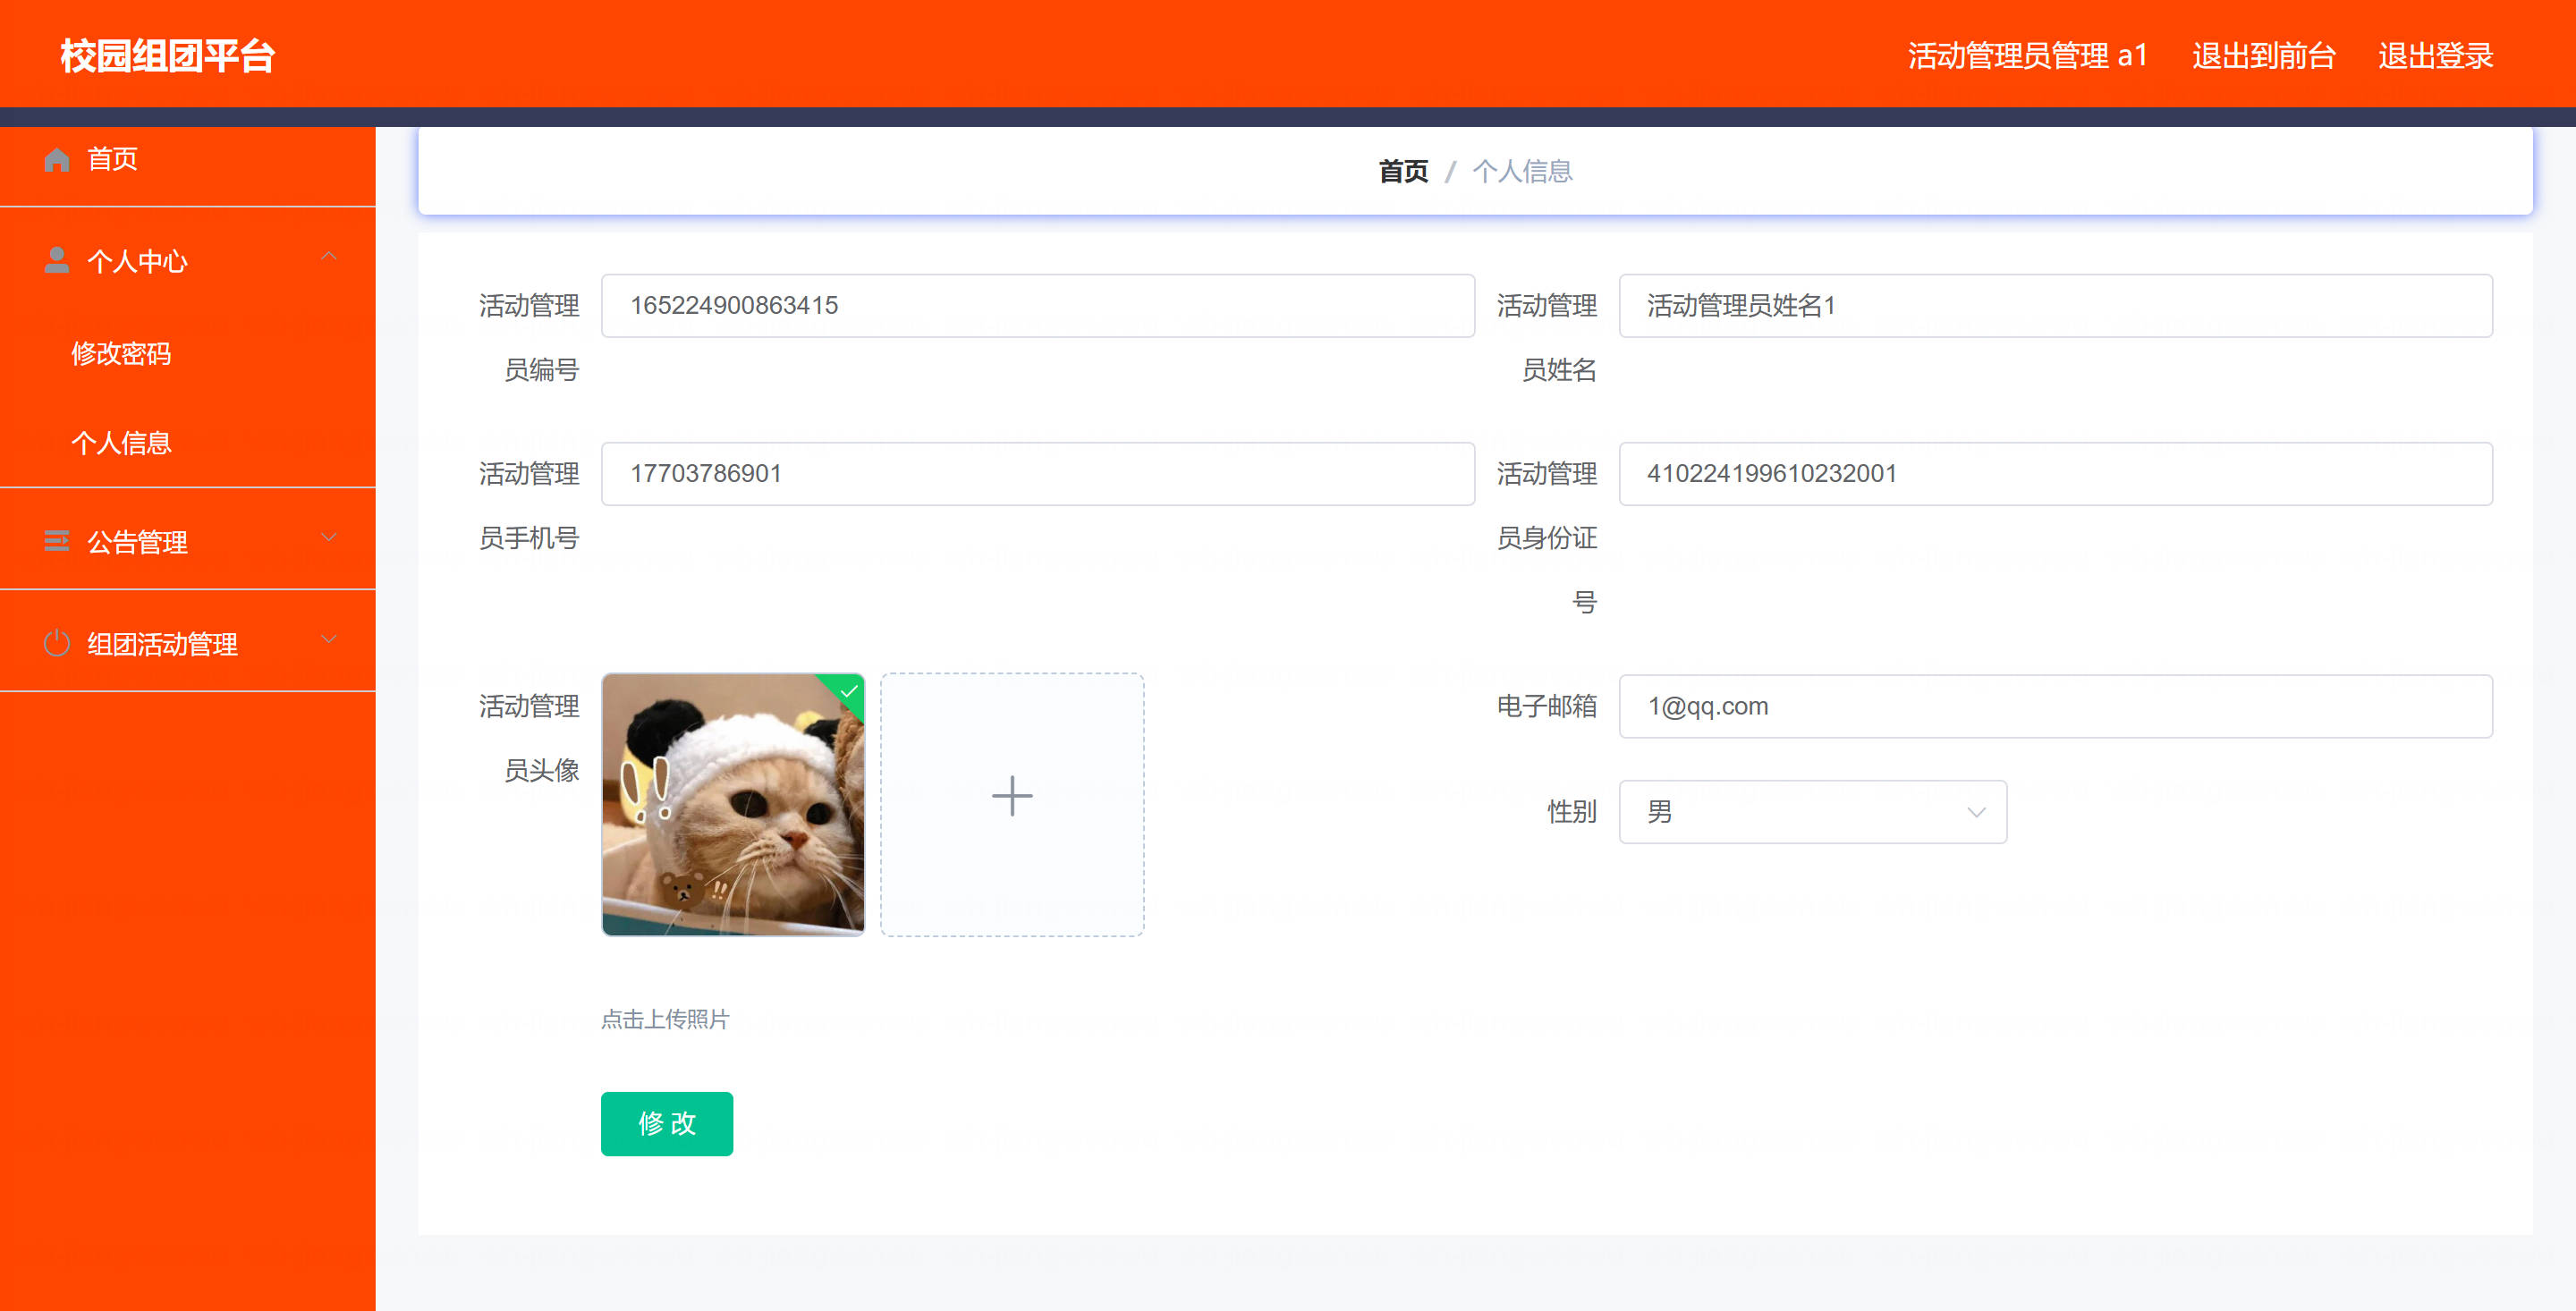 校园组团平台
活动管理员管理 a1 退出到前台 退出登录
首页
个人中心
修改密码
个人信息
公告管理
组团活动管理
首页 / 个人信息
活动管理
员编号
165224900863415
活动管理
员姓名
活动管理员姓名1
活动管理
员手机号
17703786901
活动管理
员身份证
号
410224199610232001
活动管理
员头像
!!
!!
点击上传照片
电子邮箱
1@qq.com
性别
男
修 改